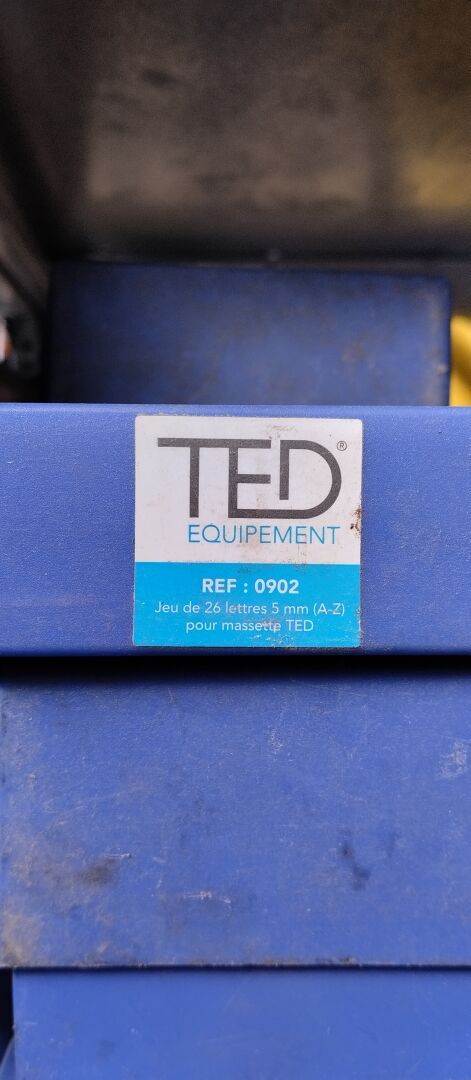 TED®
EQUIPEMENT
REF : 0902
Jeu de 26 lettres 5 mm (A-Z)
pour massette TED